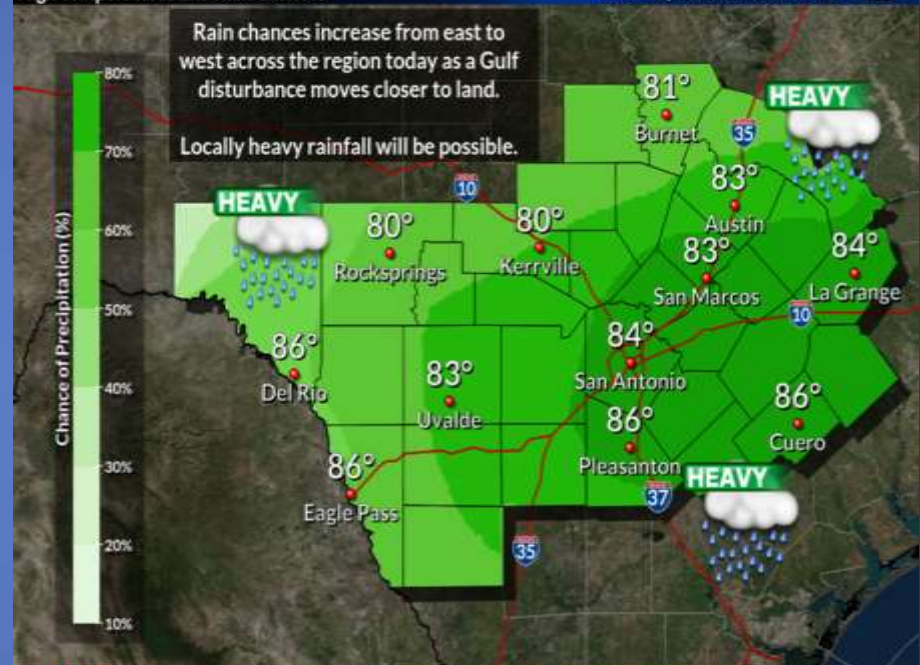 Rain chances increase from east to
west across the region today as a Gulf
disturbance moves closer to land.
Locally heavy rainfall will be possible.
Chance of Precipitation (%)
80%
70%
60%
50%
40%
30%
20%
10%
81°
Burnet
HEAVY
35
83°
Austin
10
HEAVY
80°
Rocksprings
80°
Kerrville
83°
San Marcos
84°
La Grange
10
86°
Del Rio
83°
Uvalde
84°
San Antonio
86°
Pleasanton
86°
Cuero
86°
Eagle Pass
HEAVY
37
35